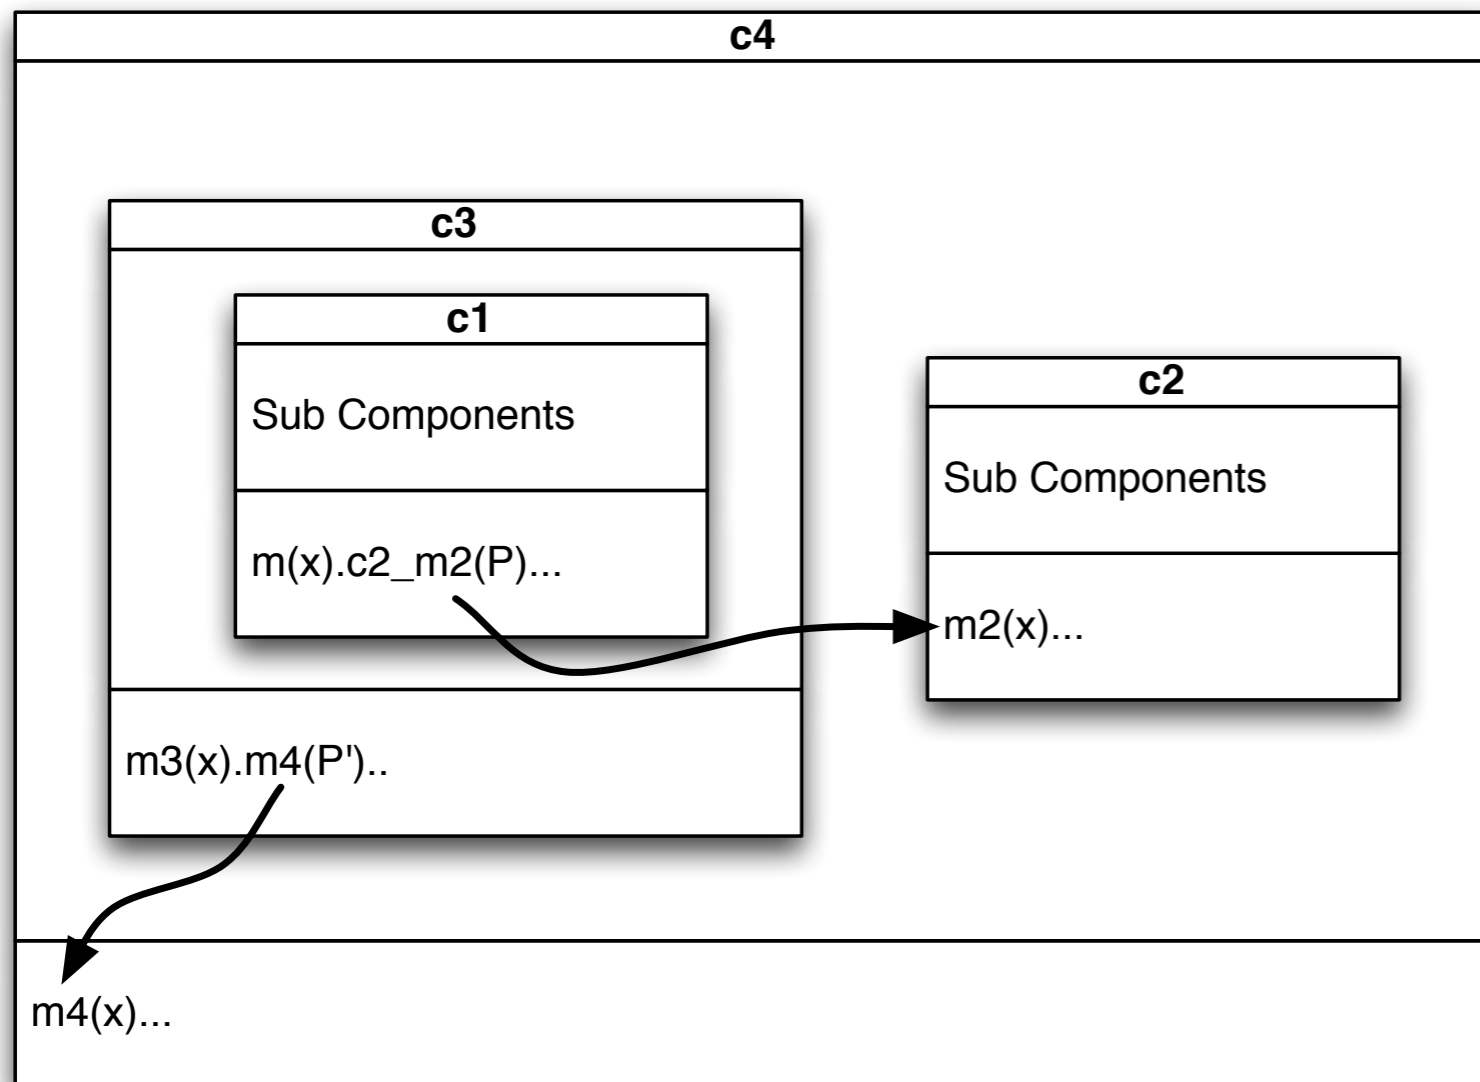 c4
c3
c1
Sub Components
m(x).c2_m2(P)...
c2
Sub Components
m2(x)...
m3(x).m4(P')..
m4(x)...